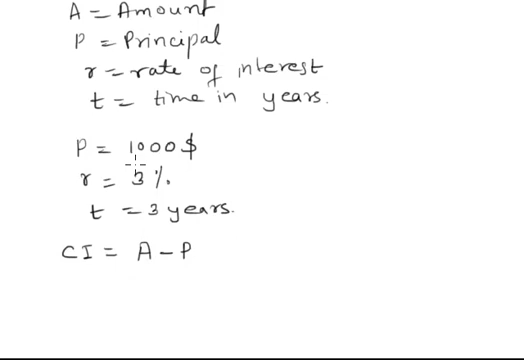 A = Amount
P = Principal
r = rate of interest
t = time in years.
P = 1000 $
r = 3 %.
t = 3 years.
CI = A - P